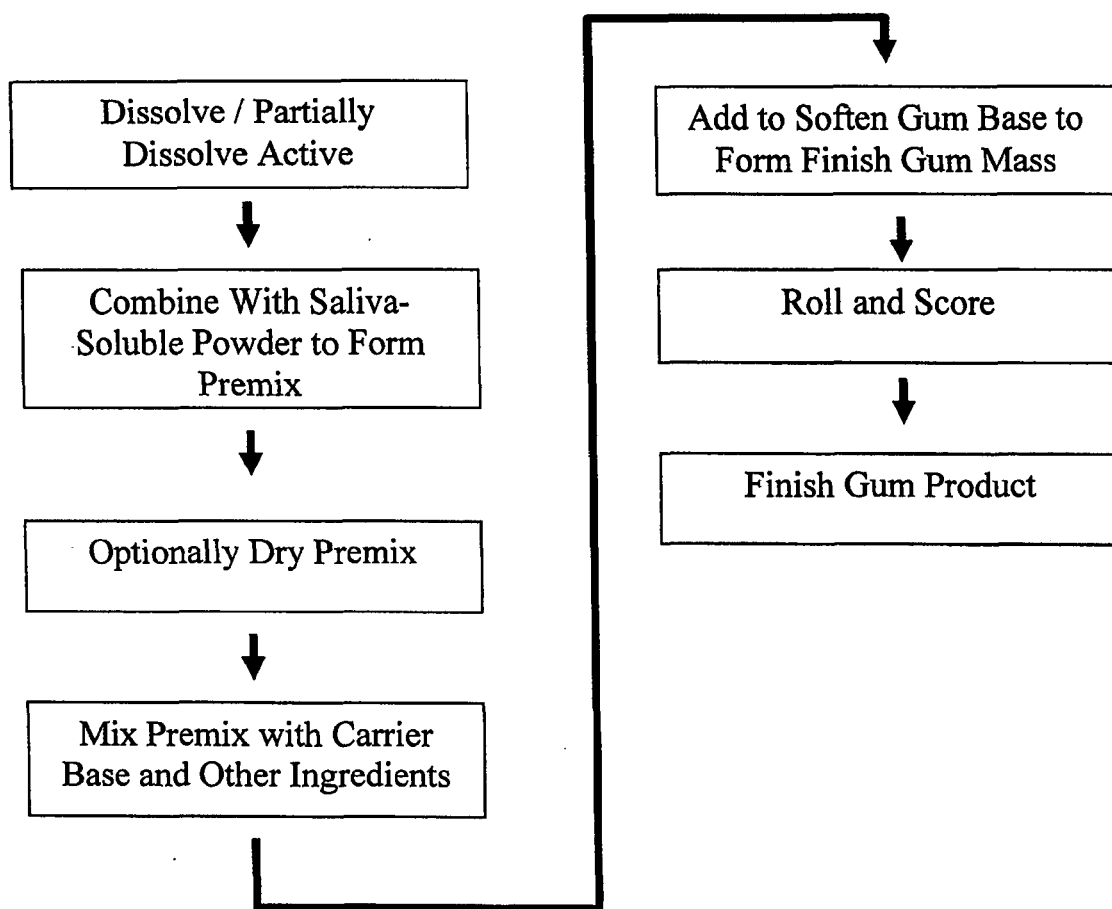 Dissolve / Partially
Dissolve Active
Combine With Saliva-
Soluble Powder to Form
Premix
Optionally Dry Premix
Mix Premix with Carrier
Base and Other Ingredients
Add to Soften Gum Base to
Form Finish Gum Mass
Roll and Score
Finish Gum Product